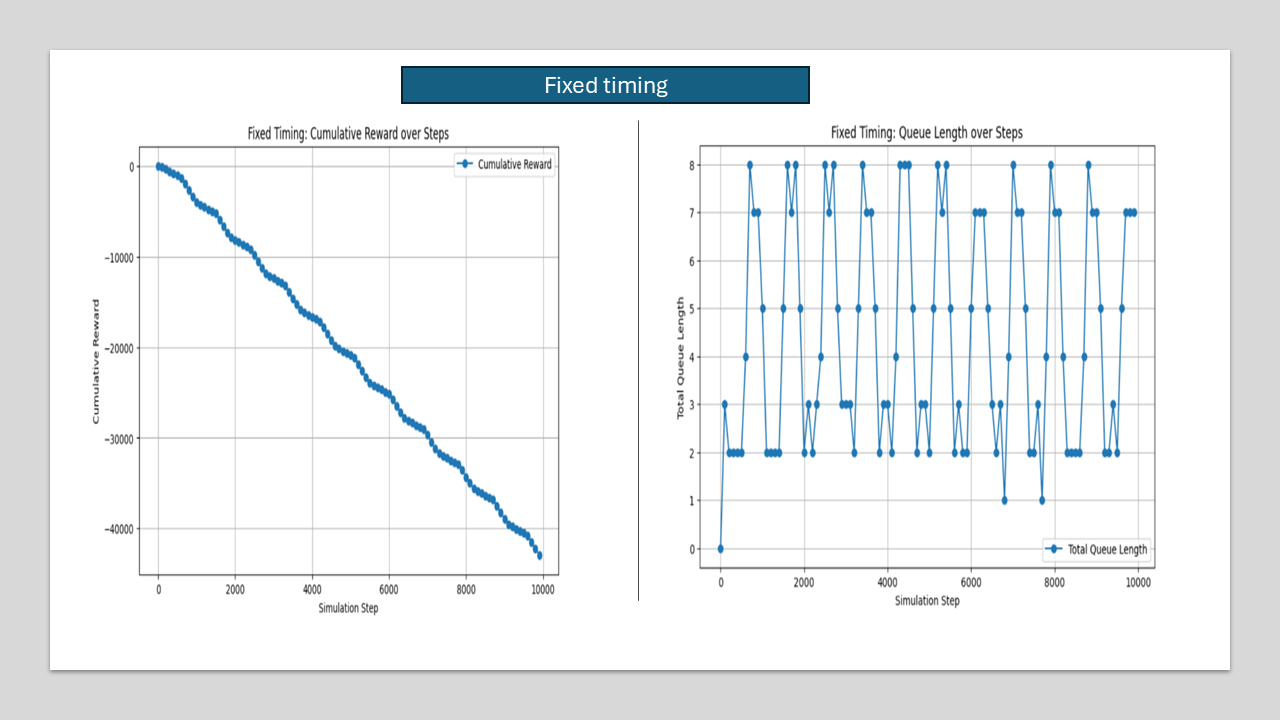 Fixed timing
Fixed Timing: Cumulative Reward over Steps
Cumulative Reward
0
−10000
−20000
−30000
−40000
Cumulative Reward
0 2000 4000 6000 8000 10000
Simulation Step
Fixed Timing: Queue Length over Steps
8
7
6
5
4
3
2
1
0
Total Queue Length
Total Queue Length
0 2000 4000 6000 8000 10000
Simulation Step